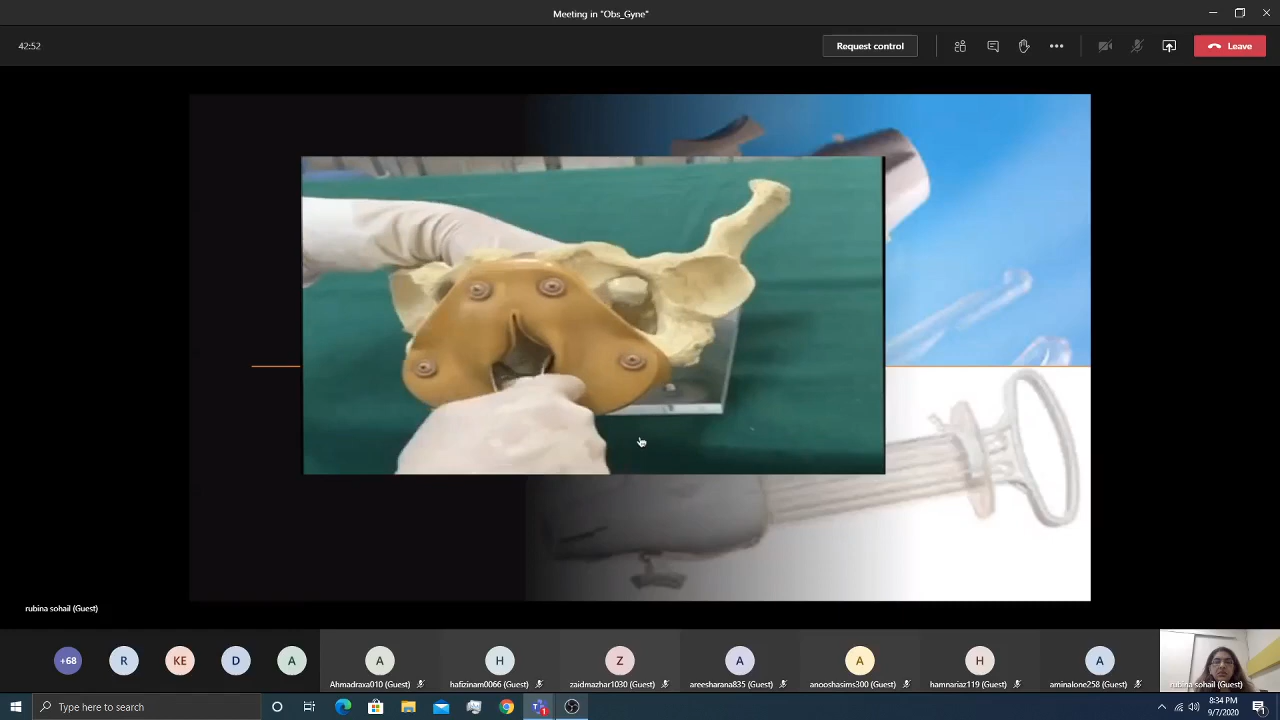 Meeting in "Obs_Gyne"
42:52
Request control
Leave
rubina sohail (Guest)
+68
R
KE
D
A
A
H
Z
A
A
H
A
Ahmadraxa010 (Guest)
hafizinam0066 (Guest)
zaidmazhar1030 (Guest)
areesharana835 (Guest)
anooshasims300 (Guest)
hamnariaz119 (Guest)
aminalone258 (Guest)
rubina sohail (Guest)
Type here to search
8:34 PM
9/7/2020